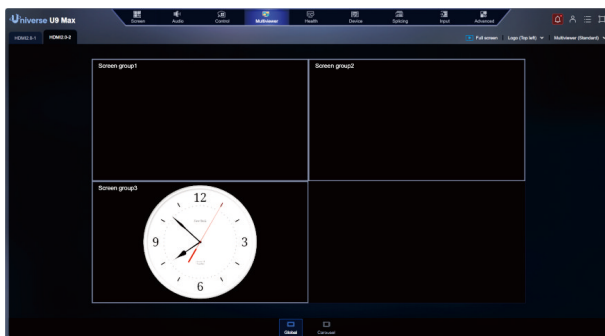 Universe U9 Max
Screen
Audio
Control
Multiviewer
Health
Device
Splicing
Input
Advanced
HDMI2.0-1
HDMI2.0-2
Full screen
Logo (Top left)
Multiviewer (Standard)
Screen group1
Screen group2
Screen group3
12
9
3
6
Global
Carousel